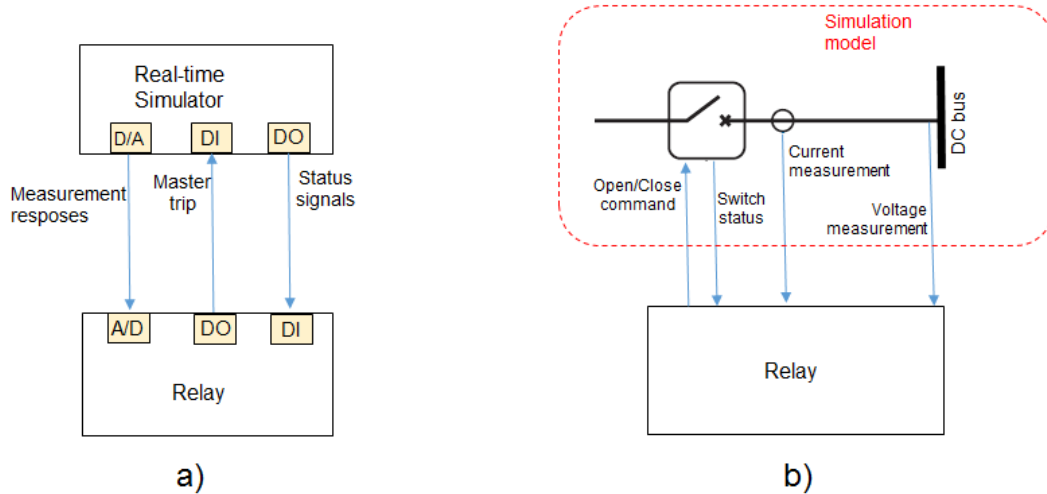 Real-time
Simulator
D/A
DI
DO
Measurement
resposes
Master
trip
Status
signals
A/D
DO
DI
Relay
a)
Simulation
model
DC bus
Open/Close
command
Switch
status
Current
measurement
Voltage
measurement
Relay
b)